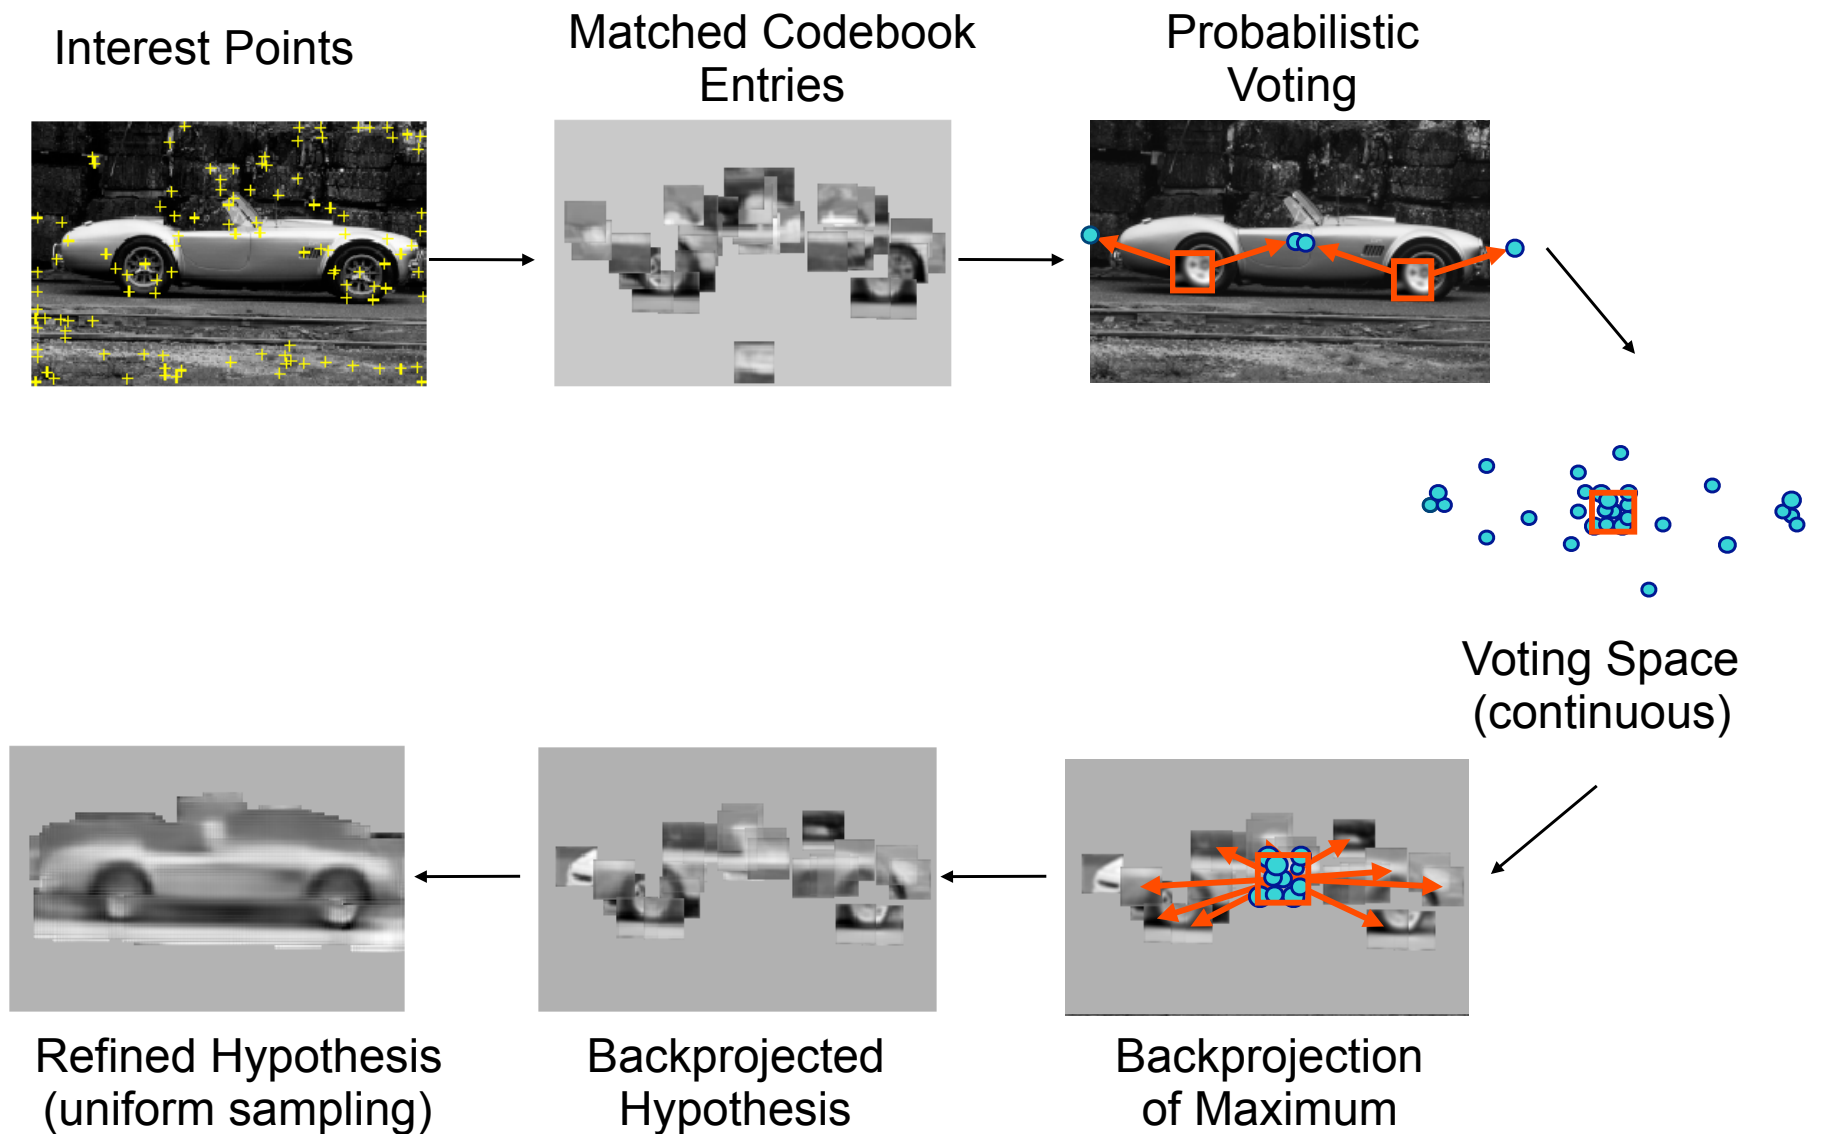 Interest Points
Matched Codebook
Entries
Probabilistic
Voting
Voting Space
(continuous)
Refined Hypothesis
(uniform sampling)
Backprojected
Hypothesis
Backprojection
of Maximum